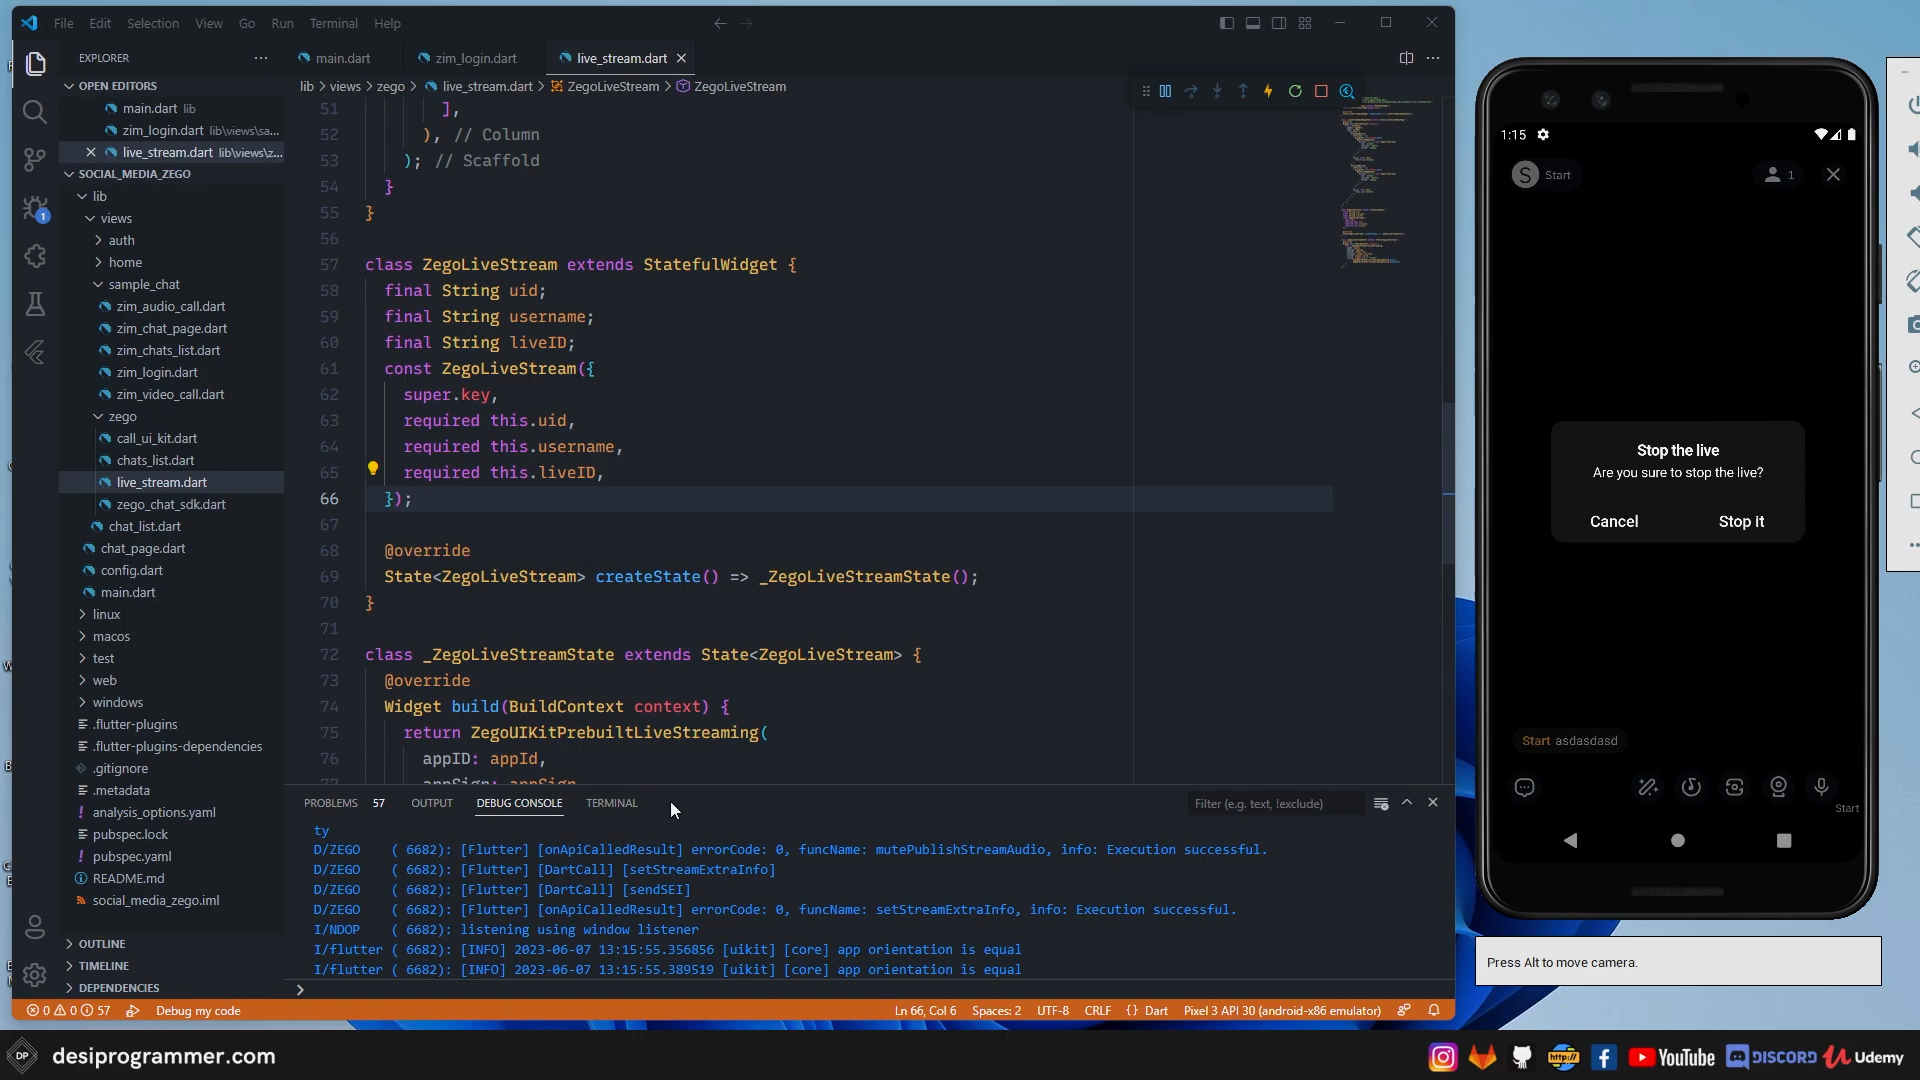 File Edit Selection View Go Run Terminal Help
EXPLORER
main.dart
zim_login.dart
live_stream.dart
OPEN EDITORS
main.dart lib
zim_login.dart lib\views\sa...
live_stream.dart lib\views\z...
SOCIAL_MEDIA_ZEGO
lib
views
auth
home
sample_chat
zim_audio_call.dart
zim_chat_page.dart
zim_chats_list.dart
zim_login.dart
zim_video_call.dart
zego
call_ui_kit.dart
chats_list.dart
live_stream.dart
zego_chat_sdk.dart
chat_list.dart
chat_page.dart
config.dart
main.dart
linux
macos
test
web
windows
.flutter-plugins
.flutter-plugins-dependencies
.gitignore
.metadata
analysis_options.yaml
pubspec.lock
pubspec.yaml
README.md
social_media_zego.iml
OUTLINE
TIMELINE
DEPENDENCIES
1
lib > views > zego > live_stream.dart > ZegoLiveStream > ZegoLiveStream
51 ],
52 ), // Column
53 ); // Scaffold
54 }
55 }
56
57 class ZegoLiveStream extends StatefulWidget {
58 final String uid;
59 final String username;
60 final String liveID;
61 const ZegoLiveStream({
62 super.key,
63 required this.uid,
64 required this.username,
65 required this.liveID,
66 });
67
68 @override
69 State<ZegoLiveStream> createState() => _ZegoLiveStreamState();
70 }
71
72 class _ZegoLiveStreamState extends State<ZegoLiveStream> {
73 @override
74 Widget build(BuildContext context) {
75 return ZegoUIKitPrebuiltLiveStreaming(
76 appID: appId,
77 appSign: appSign
PROBLEMS 57 OUTPUT DEBUG CONSOLE TERMINAL
Filter (e.g. text, !exclude)
ty
D/ZEGO ( 6682): [Flutter] [onApiCalledResult] errorCode: 0, funcName: mutePublishStreamAudio, info: Execution successful.
D/ZEGO ( 6682): [Flutter] [DartCall] [setStreamExtraInfo]
D/ZEGO ( 6682): [Flutter] [DartCall] [sendSEI]
D/ZEGO ( 6682): [Flutter] [onApiCalledResult] errorCode: 0, funcName: setStreamExtraInfo, info: Execution successful.
I/NDOP ( 6682): listening using window listener
I/flutter ( 6682): [INFO] 2023-06-07 13:15:55.356856 [uikit] [core] app orientation is equal
I/flutter ( 6682): [INFO] 2023-06-07 13:15:55.389519 [uikit] [core] app orientation is equal
>
0 0 57 Debug my code
Ln 66, Col 6 Spaces: 2 UTF-8 CRLF {} Dart Pixel 3 API 30 (android-x86 emulator)
1:15
S Start
1
Stop the live
Are you sure to stop the live?
Cancel Stop it
Start asdasdasd
Start
Press Alt to move camera.
DP desiprogrammer.com
http://
YouTube
DISCORD
Udemy